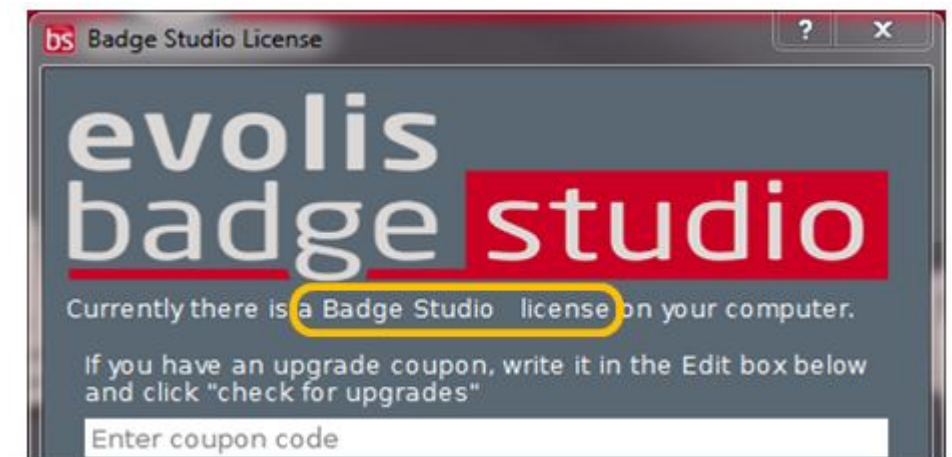 bs Badge Studio License ? x
evolis
badge studio
Currently there is a Badge Studio license on your computer.
If you have an upgrade coupon, write it in the Edit box below
and click "check for upgrades"
Enter coupon code